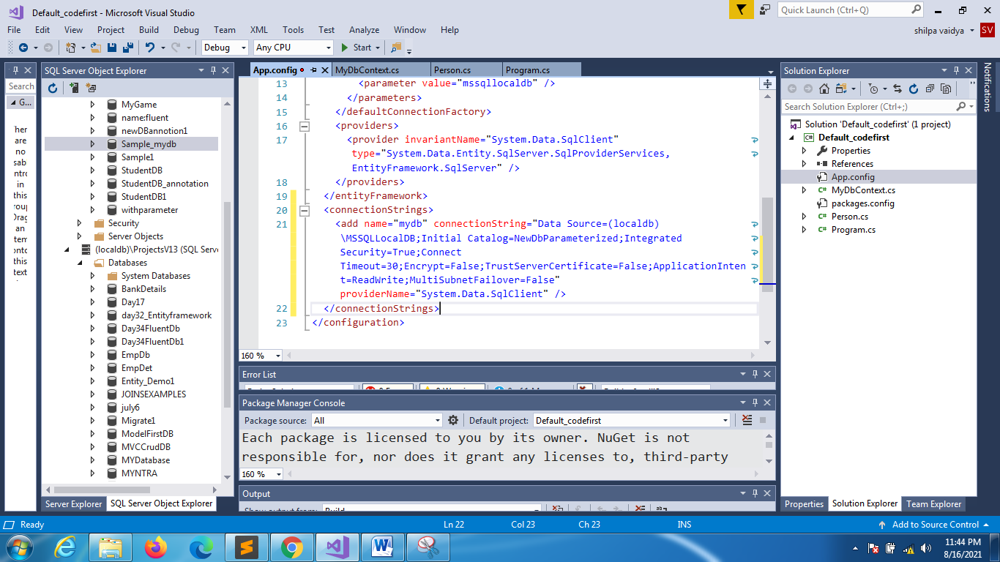 Default_codefirst - Microsoft Visual Studio
Quick Launch (Ctrl+Q)
File Edit View Project Build Debug Team XML Tools Test Analyze Window Help
shilpa vaidya
SV
Debug
Any CPU
Start
Search
G...
are
no
in
this
an
this
text
SQL Server Object Explorer
MyGame
name:fluent
newDBannotion1
Sample_mydb
Sample1
StudentDB
StudentDB_annotation
StudentDB1
withparameter
Security
Server Objects
(localdb)\ProjectsV13 (SQL Serve
Databases
System Databases
BankDetails
Day17
day32_Entityframework
Day34FluentDb
Day34FluentDb1
EmpDb
EmpDet
Entity_Demo1
JOINSEXAMPLES
july6
Migrate1
ModelFirstDB
MVCCrudDB
MYDatabase
MYNTRA
Server Explorer
SQL Server Object Explorer
App.config MyDbContext.cs Person.cs Program.cs
13 <parameter value="mssqllocaldb" />
14 </parameters>
15 </defaultConnectionFactory>
16 <providers>
17 <provider invariantName="System.Data.SqlClient"
type="System.Data.Entity.SqlServer.SqlProviderServices,
EntityFramework.SqlServer" />
18 </providers>
19 </entityFramework>
20 <connectionStrings>
21 <add name="mydb" connectionString="Data Source=(localdb)
\MSSQLLocalDB;Initial Catalog=NewDbParameterized;Integrated
Security=True;Connect
Timeout=30;Encrypt=False;TrustServerCertificate=False;ApplicationInten
t=ReadWrite;MultiSubnetFailover=False"
providerName="System.Data.SqlClient" />
22 </connectionStrings>
23 </configuration>
160 %
Error List
Package Manager Console
Package source: All
Default project: Default_codefirst
Each package is licensed to you by its owner. NuGet is not
responsible for, nor does it grant any licenses to, third-party
160 %
Output
Show output from: Build
Solution Explorer
Search Solution Explorer (Ctrl+;)
Solution 'Default_codefirst' (1 project)
Default_codefirst
Properties
References
App.config
MyDbContext.cs
packages.config
Person.cs
Program.cs
Properties
Solution Explorer
Team Explorer
Notifications
Ready
Ln 22
Col 23
Ch 23
INS
Add to Source Control
11:44 PM
8/16/2021